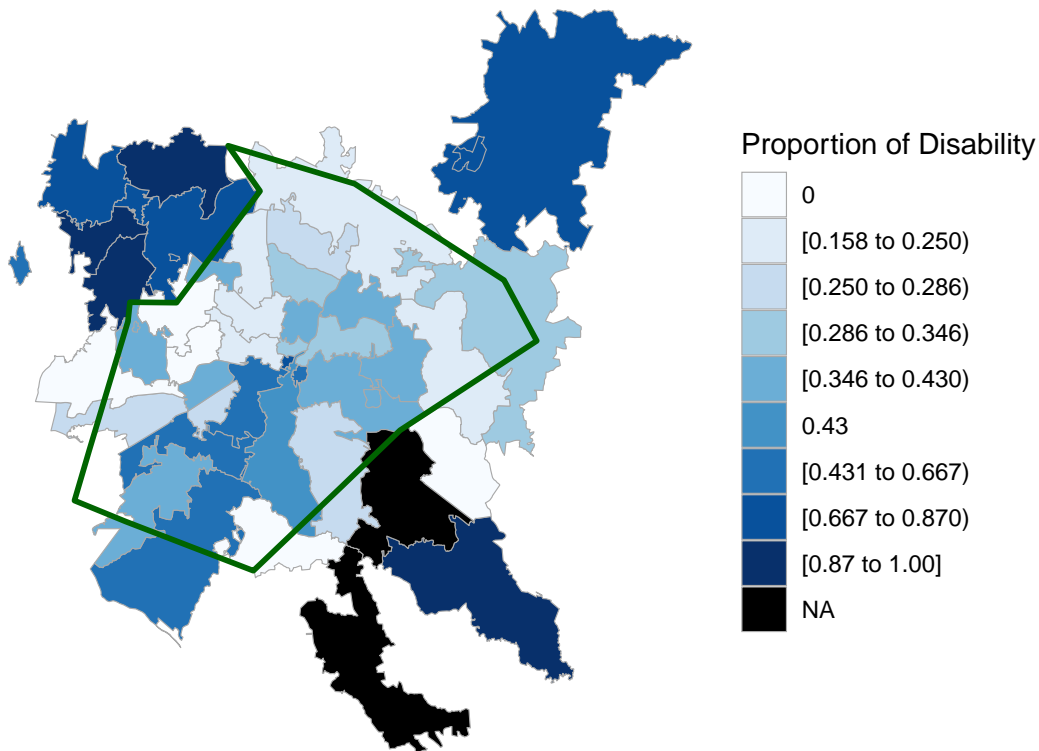 Proportion of Disability
0
[0.158 to 0.250)
[0.250 to 0.286)
[0.286 to 0.346)
[0.346 to 0.430)
0.43
[0.431 to 0.667)
[0.667 to 0.870)
[0.87 to 1.00]
NA